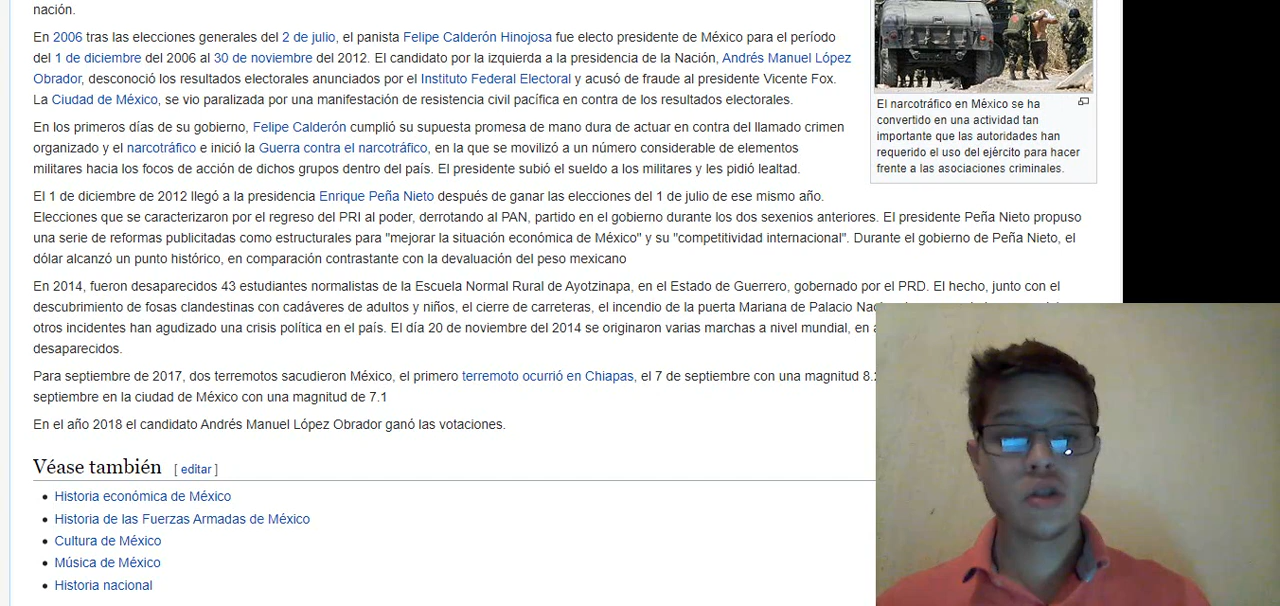 nación.
En 2006 tras las elecciones generales del 2 de julio, el panista Felipe Calderón Hinojosa fue electo presidente de México para el período
del 1 de diciembre del 2006 al 30 de noviembre del 2012. El candidato por la izquierda a la presidencia de la Nación, Andrés Manuel López
Obrador, desconoció los resultados electorales anunciados por el Instituto Federal Electoral y acusó de fraude al presidente Vicente Fox.
La Ciudad de México, se vio paralizada por una manifestación de resistencia civil pacífica en contra de los resultados electorales.
En los primeros días de su gobierno, Felipe Calderón cumplió su supuesta promesa de mano dura de actuar en contra del llamado crimen
organizado y el narcotráfico e inició la Guerra contra el narcotráfico, en la que se movilizó a un número considerable de elementos
militares hacia los focos de acción de dichos grupos dentro del país. El presidente subió el sueldo a los militares y les pidió lealtad.
El narcotráfico en México se ha
convertido en una actividad tan
importante que las autoridades han
requerido el uso del ejército para hacer
frente a las asociaciones criminales.
El 1 de diciembre de 2012 llegó a la presidencia Enrique Peña Nieto después de ganar las elecciones del 1 de julio de ese mismo año.
Elecciones que se caracterizaron por el regreso del PRI al poder, derrotando al PAN, partido en el gobierno durante los dos sexenios anteriores. El presidente Peña Nieto propuso
una serie de reformas publicitadas como estructurales para "mejorar la situación económica de México" y su "competitividad internacional". Durante el gobierno de Peña Nieto, el
dólar alcanzó un punto histórico, en comparación contrastante con la devaluación del peso mexicano
En 2014, fueron desaparecidos 43 estudiantes normalistas de la Escuela Normal Rural de Ayotzinapa, en el Estado de Guerrero, gobernado por el PRD. El hecho, junto con el
descubrimiento de fosas clandestinas con cadáveres de adultos y niños, el cierre de carreteras, el incendio de la puerta Mariana de Palacio
otros incidentes han agudizado una crisis política en el país. El día 20 de noviembre del 2014 se originaron varias marchas a nivel mundial, en
desaparecidos.
Para septiembre de 2017, dos terremotos sacudieron México, el primero terremoto ocurrió en Chiapas, el 7 de septiembre con una magnitud
septiembre en la ciudad de México con una magnitud de 7.1
En el año 2018 el candidato Andrés Manuel López Obrador ganó las votaciones.
Véase también [ editar ]
• Historia económica de México
• Historia de las Fuerzas Armadas de México
• Cultura de México
• Música de México
• Historia nacional